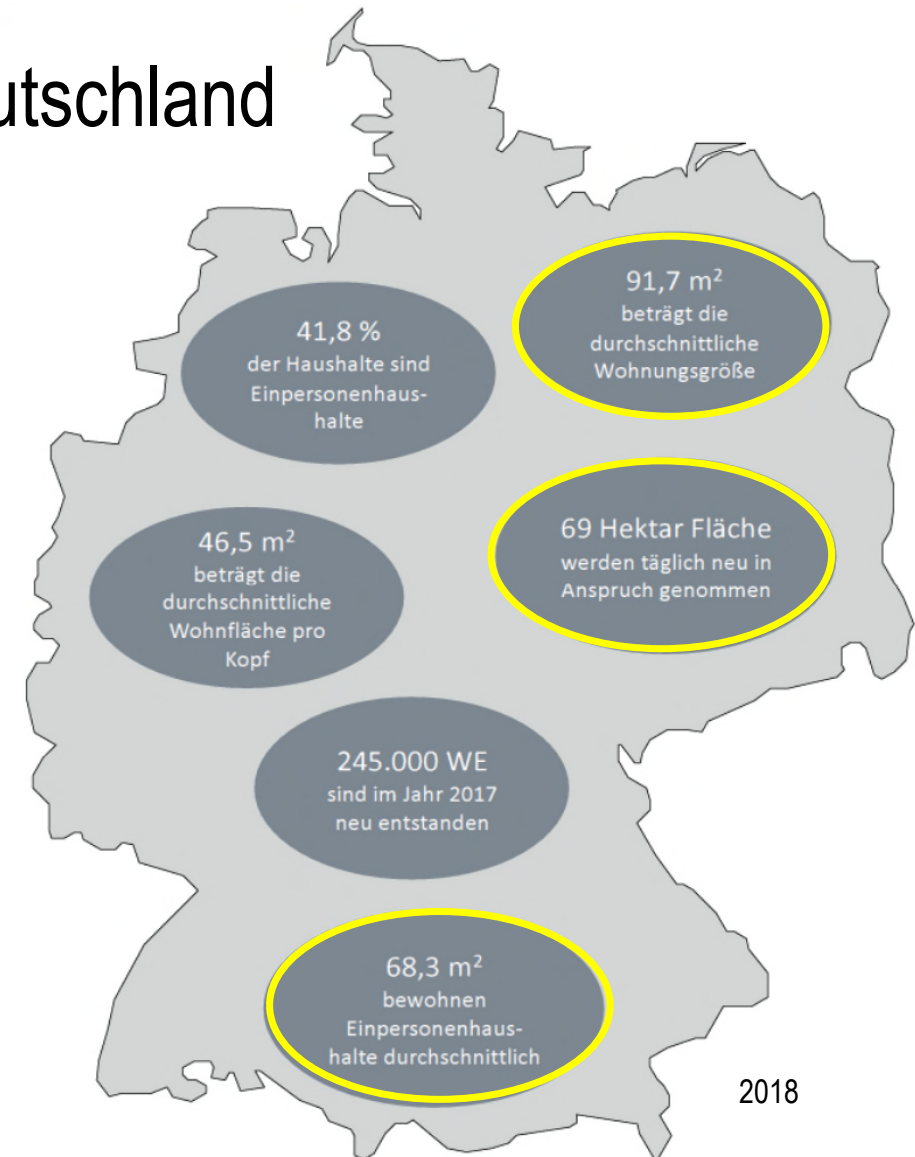 utschland
91,7 m²
beträgt die
durchschnittliche
Wohnungsgröße
41,8 %
der Haushalte sind
Einpersonenhaus-
halte
69 Hektar Fläche
werden täglich neu in
Anspruch genommen
46,5 m²
beträgt die
durchschnittliche
Wohnfläche pro
Kopf
245.000 WE
sind im Jahr 2017
neu entstanden
68,3 m²
bewohnen
Einpersonenhaus-
halte durchschnittlich
2018